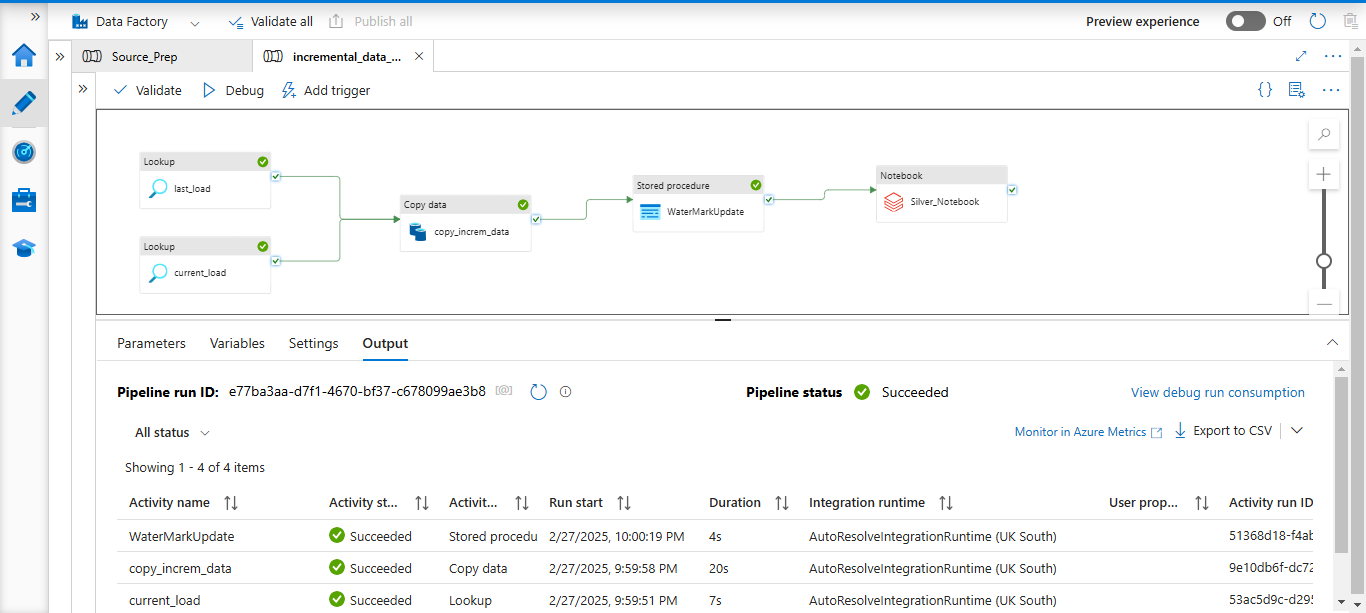 Data Factory Validate all Publish all Preview experience Off
Source_Prep incremental_data_...
Validate Debug Add trigger {}
Lookup
last_load
Lookup
current_load
Copy data
copy_increm_data
Stored procedure
WaterMarkUpdate
Notebook
Silver_Notebook
Parameters Variables Settings Output
Pipeline run ID: e77ba3aa-d7f1-4670-bf37-c678099ae3b8 [@] Pipeline status Succeeded View debug run consumption
All status Monitor in Azure Metrics Export to CSV
Showing 1 - 4 of 4 items
Activity name Activity st... Activit... Run start Duration Integration runtime User prop... Activity run ID
WaterMarkUpdate Succeeded Stored procedu 2/27/2025, 10:00:19 PM 4s AutoResolveIntegrationRuntime (UK South) 51368d18-f4ab
copy_increm_data Succeeded Copy data 2/27/2025, 9:59:58 PM 20s AutoResolveIntegrationRuntime (UK South) 9e10db6f-dc72
current_load Succeeded Lookup 2/27/2025, 9:59:51 PM 7s AutoResolveIntegrationRuntime (UK South) 53ac5d9c-d295